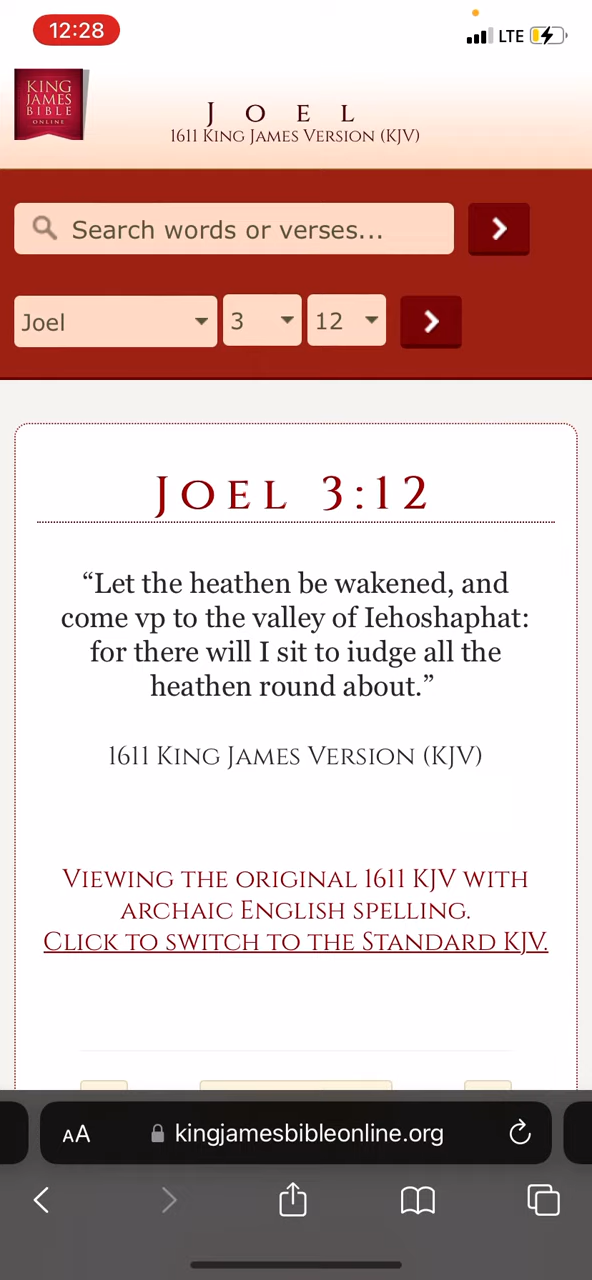 12:28
LTE
KING
JAMES
BIBLE
ONLINE
JOEL
1611 KING JAMES VERSION (KJV)
Search words or verses...
Joel 3 12
JOEL 3:12
“Let the heathen be wakened, and
come vp to the valley of Iehoshaphat:
for there will I sit to iudge all the
heathen round about.”
1611 KING JAMES VERSION (KJV)
VIEWING THE ORIGINAL 1611 KJV WITH
ARCHAIC ENGLISH SPELLING.
CLICK TO SWITCH TO THE STANDARD KJV.
AA kingjamesbibleonline.org